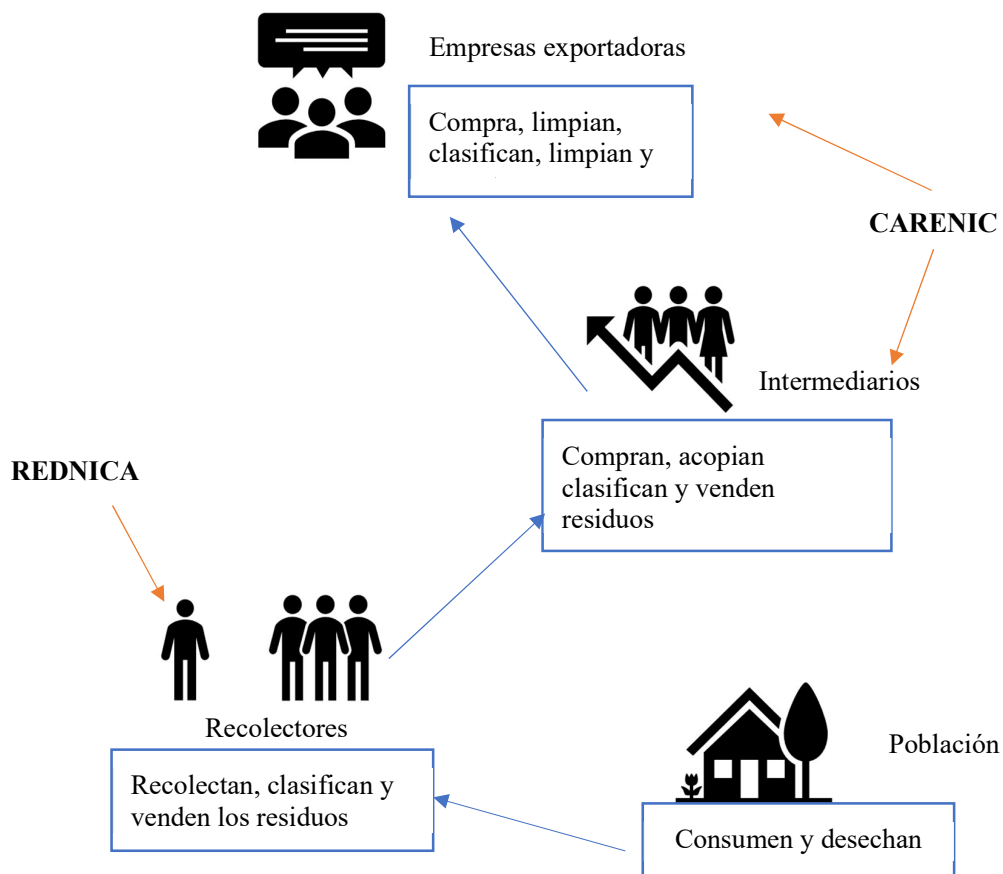 Empresas exportadoras
Compra, limpian,
clasifican, limpian y
CARENIC
Intermediarios
Compran, acopian
clasifican y venden
residuos
REDNICA
Recolectores
Recolectan, clasifican y
venden los residuos
Población
Consumen y desechan